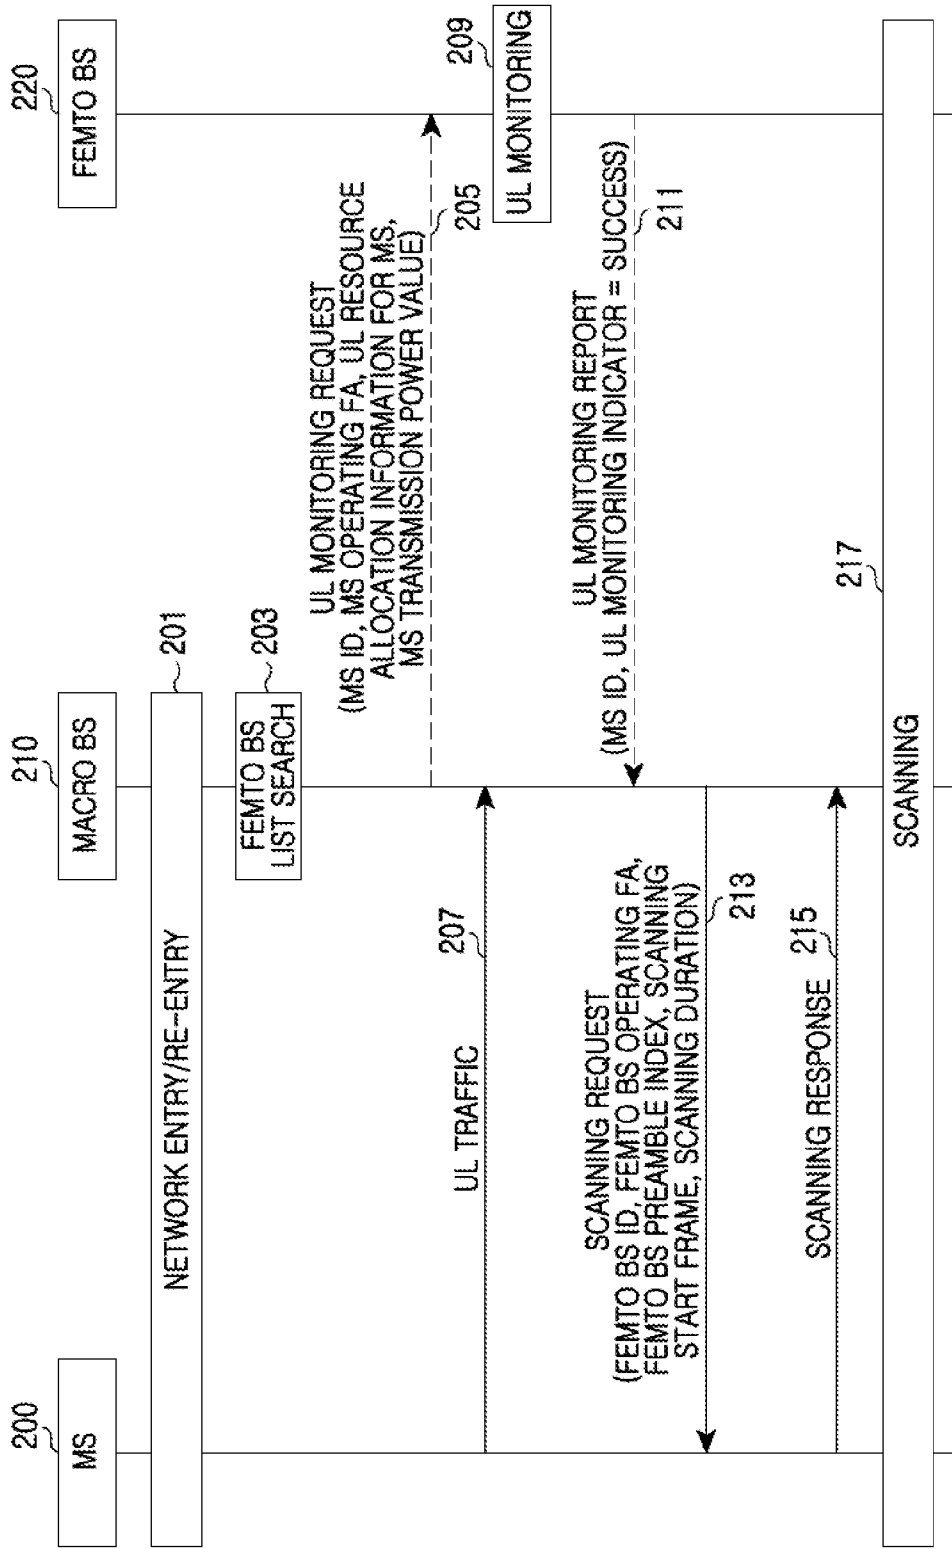 200
210
220
MS
MACRO BS
FEMTO BS
NETWORK ENTRY/RE-ENTRY
201
FEMTO BS
LIST SEARCH
203
UL MONITORING REQUEST
(MS ID, MS OPERATING FA, UL RESOURCE
ALLOCATION INFORMATION FOR MS,
MS TRANSMISSION POWER VALUE)
205
UL TRAFFIC
207
209
UL MONITORING
UL MONITORING REPORT
(MS ID, UL MONITORING INDICATOR = SUCCESS)
211
SCANNING REQUEST
(FEMTO BS ID, FEMTO BS OPERATING FA,
FEMTO BS PREAMBLE INDEX, SCANNING
START FRAME, SCANNING DURATION)
213
SCANNING RESPONSE
215
217
SCANNING